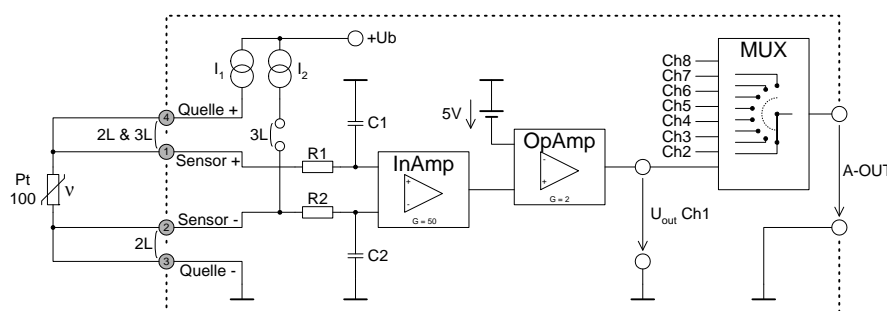 +Ub
I1
I2
MUX
Ch8
Ch7
Ch6
Ch5
Ch4
Ch3
Ch2
4
Quelle +
2L & 3L
3L
C1
5V
OpAmp
-
+
G = 2
A-OUT
1
Sensor +
R1
InAmp
+
-
G = 50
Pt
100
ν
R2
2
Sensor -
Uout Ch1
2L
3
Quelle -
C2